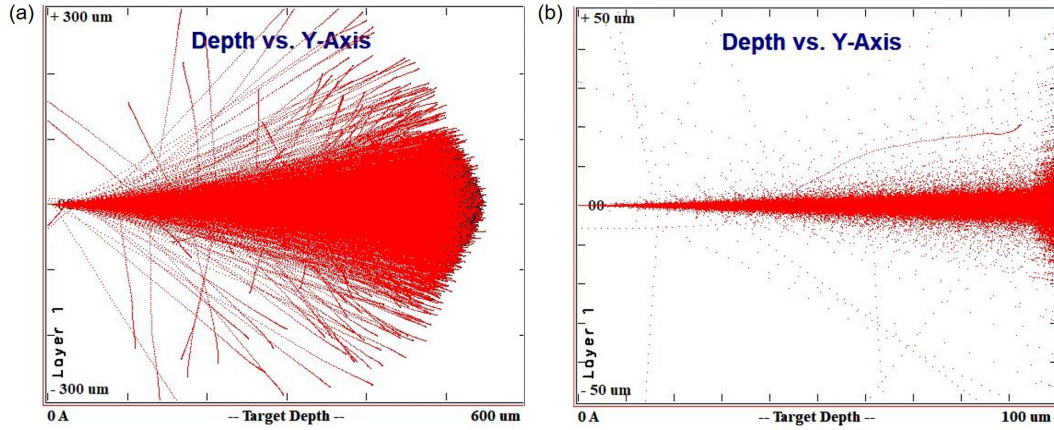 (a)
+ 300 um
Depth vs. Y-Axis
00
Layer 1
- 300 um
0 A
-- Target Depth --
600 um
(b)
+ 50 um
Depth vs. Y-Axis
00
Layer 1
- 50 um
0 A
-- Target Depth --
100 um